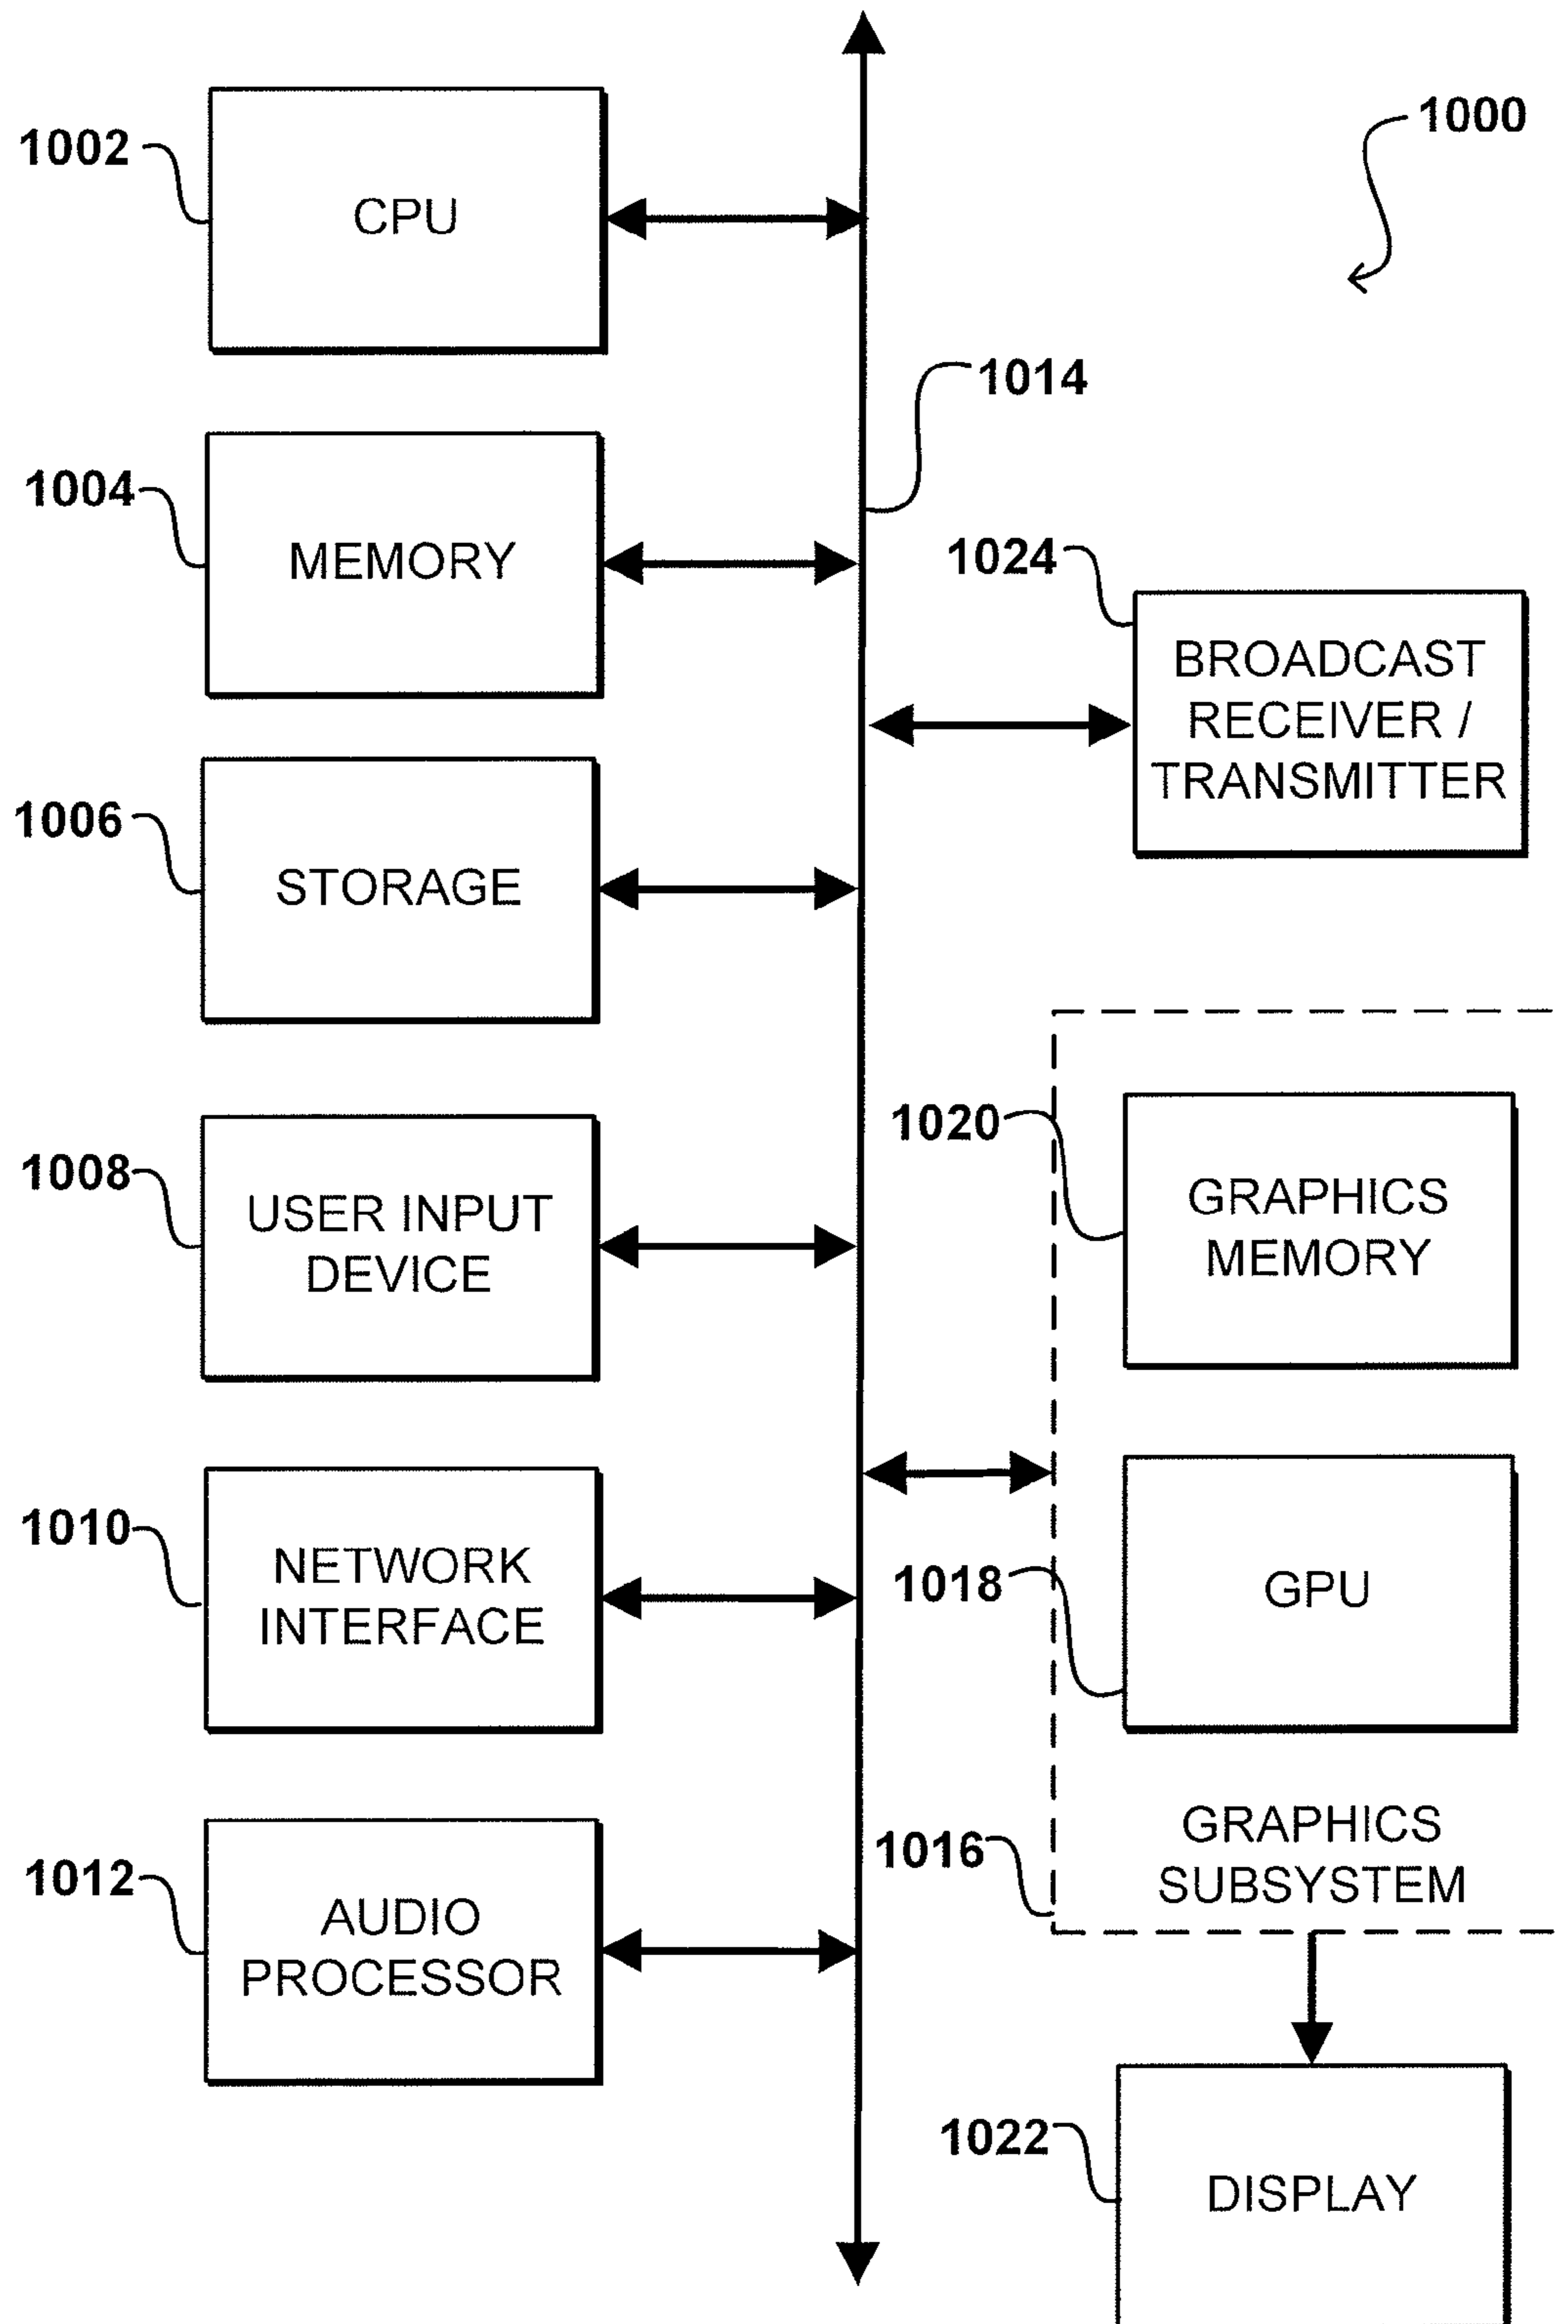 1000
1002
CPU
1014
1004
MEMORY
1024
BROADCAST
RECEIVER /
TRANSMITTER
1006
STORAGE
1020
GRAPHICS
MEMORY
1008
USER INPUT
DEVICE
1010
NETWORK
INTERFACE
1018
GPU
1016
GRAPHICS
SUBSYSTEM
1012
AUDIO
PROCESSOR
1022
DISPLAY